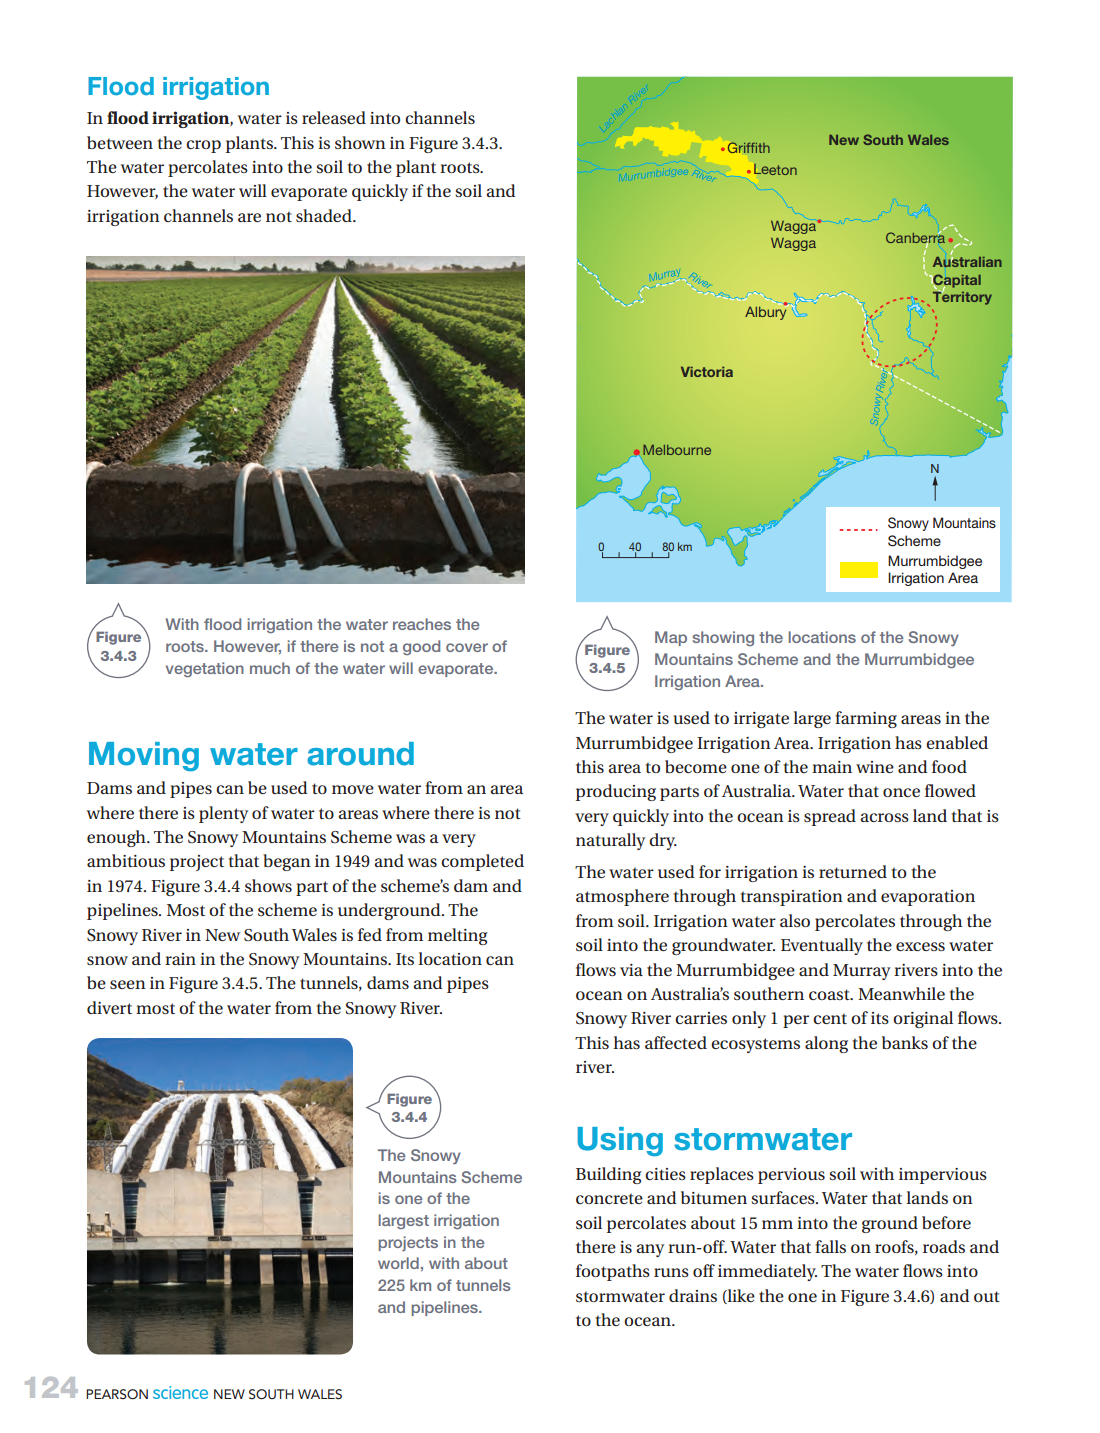 Flood irrigation
In flood irrigation, water is released into channels
between the crop plants. This is shown in Figure 3.4.3.
The water percolates into the soil to the plant roots.
However, the water will evaporate quickly if the soil and
irrigation channels are not shaded.
Figure
3.4.3
With flood irrigation the water reaches the
roots. However, if there is not a good cover of
vegetation much of the water will evaporate.
Moving water around
Dams and pipes can be used to move water from an area
where there is plenty of water to areas where there is not
enough. The Snowy Mountains Scheme was a very
ambitious project that began in 1949 and was completed
in 1974. Figure 3.4.4 shows part of the scheme's dam and
pipelines. Most of the scheme is underground. The
Snowy River in New South Wales is fed from melting
snow and rain in the Snowy Mountains. Its location can
be seen in Figure 3.4.5. The tunnels, dams and pipes
divert most of the water from the Snowy River.
Figure
3.4.4
The Snowy
Mountains Scheme
is one of the
largest irrigation
projects in the
world, with about
225 km of tunnels
and pipelines.
Lachlan River
New South Wales
Griffith
Leeton
Murrumbidgee River
Wagga
Wagga
Canberra
Australian
Capital
Territory
Murray River
Albury
Victoria
Snowy River
Melbourne
N
0 40 80 km
Snowy Mountains
Scheme
Murrumbidgee
Irrigation Area
Figure
3.4.5
Map showing the locations of the Snowy
Mountains Scheme and the Murrumbidgee
Irrigation Area.
The water is used to irrigate large farming areas in the
Murrumbidgee Irrigation Area. Irrigation has enabled
this area to become one of the main wine and food
producing parts of Australia. Water that once flowed
very quickly into the ocean is spread across land that is
naturally dry.
The water used for irrigation is returned to the
atmosphere through transpiration and evaporation
from soil. Irrigation water also percolates through the
soil into the groundwater. Eventually the excess water
flows via the Murrumbidgee and Murray rivers into the
ocean on Australia's southern coast. Meanwhile the
Snowy River carries only 1 per cent of its original flows.
This has affected ecosystems along the banks of the
river.
Using stormwater
Building cities replaces pervious soil with impervious
concrete and bitumen surfaces. Water that lands on
soil percolates about 15 mm into the ground before
there is any run-off. Water that falls on roofs, roads and
footpaths runs off immediately. The water flows into
stormwater drains (like the one in Figure 3.4.6) and out
to the ocean.
124 PEARSON science NEW SOUTH WALES